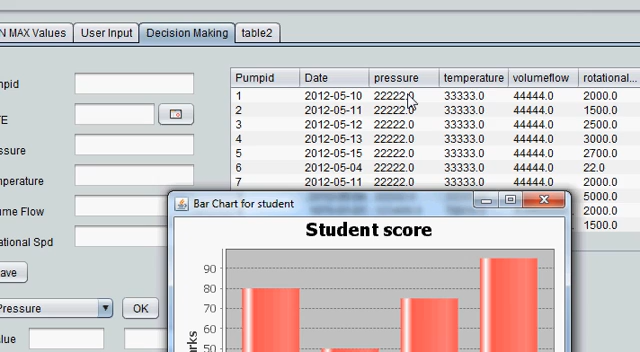 N MAX Values User Input Decision Making table2
Pumpid Date pressure temperature volumeflow rotational...
mpid
1 2012-05-10 22222.0 33333.0 44444.0 2000.0
2 2012-05-11 22222.0 33333.0 44444.0 1500.0
TE
3 2012-05-12 22222.0 33333.0 44444.0 2500.0
4 2012-05-13 22222.0 33333.0 44444.0 3000.0
ssure
5 2012-05-15 22222.0 33333.0 44444.0 2700.0
6 2012-05-04 22222.0 33333.0 44444.0 22.0
mperature
7 2012-05-11 22222.0 33333.0 44444.0 2000.0
5000.0
ume Flow
2000.0
1500.0
ational Spd
ave
Pressure OK
alue
Bar Chart for student
Student score
90
80
70
60
50
rks